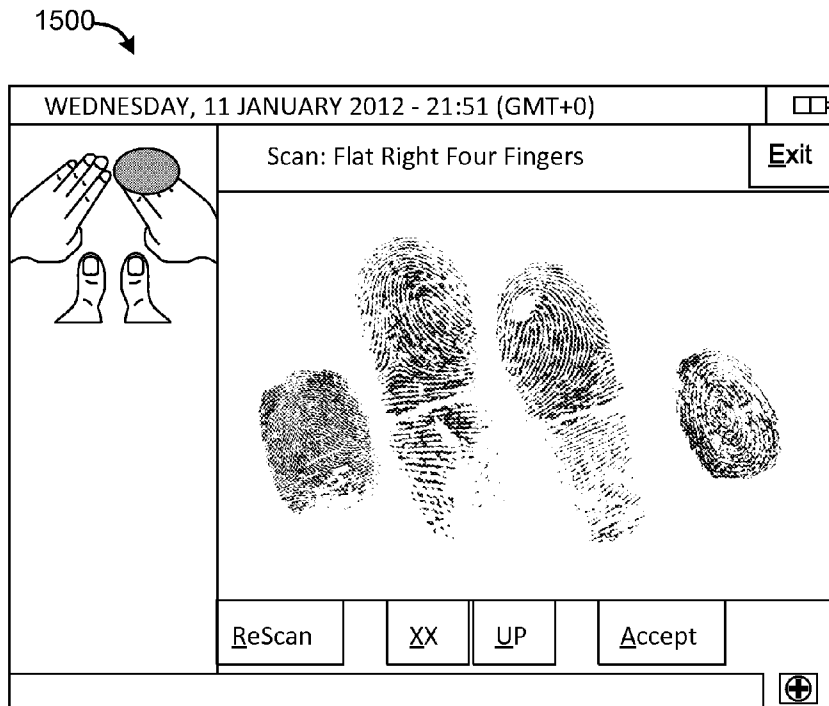 1500
WEDNESDAY, 11 JANUARY 2012 - 21:51 (GMT+0)
Scan: Flat Right Four Fingers
Exit
ReScan
XX
UP
Accept